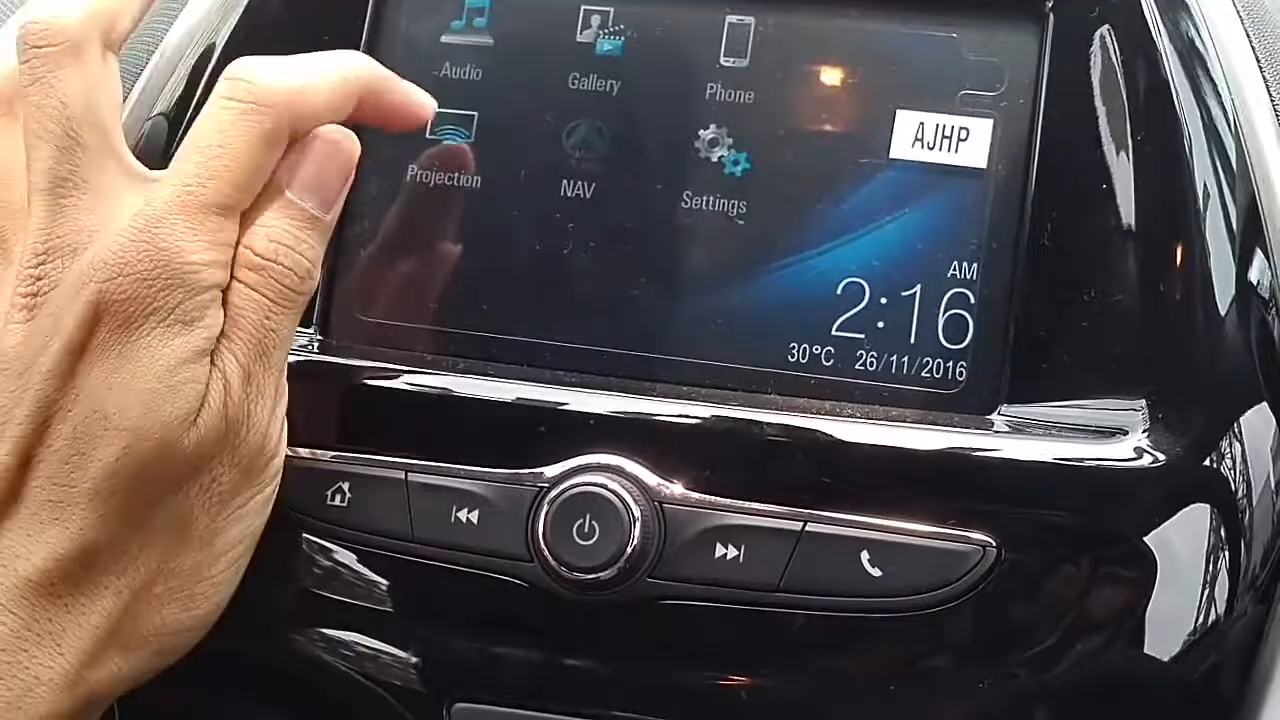 Audio
Gallery
Phone
Projection
NAV
Settings
AJHP
AM
2:16
30°C 26/11/2016